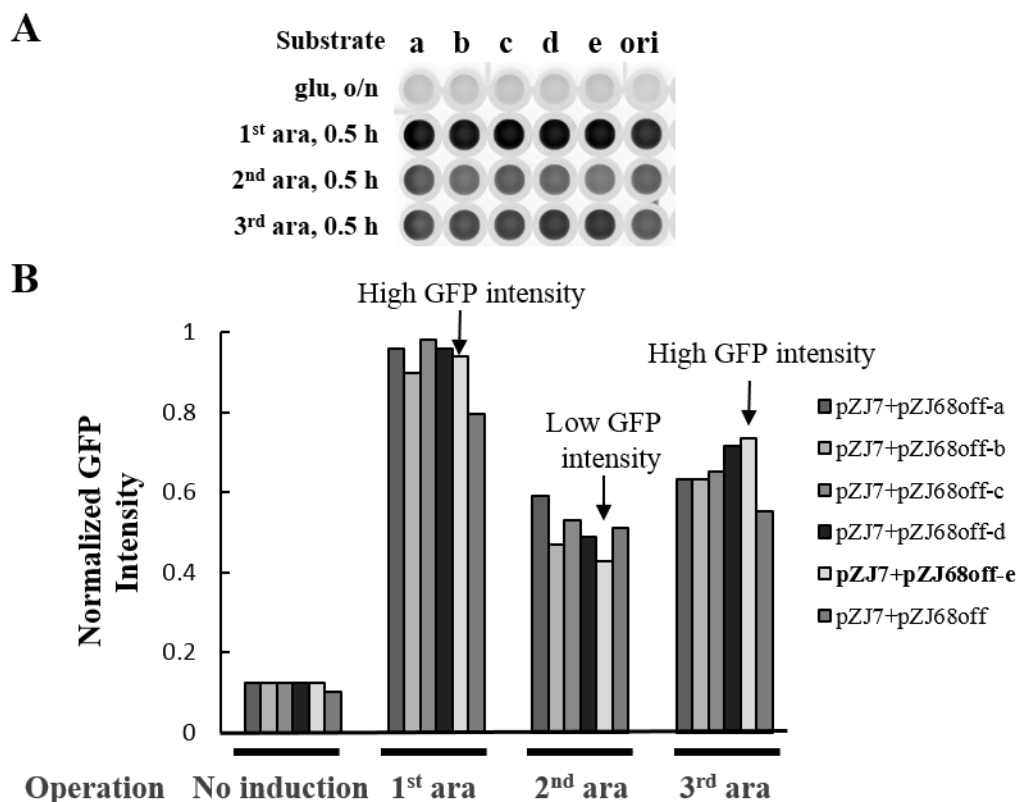 A
Substrate a b c d e ori
glu, o/n
1st ara, 0.5 h
2nd ara, 0.5 h
3rd ara, 0.5 h
B
High GFP intensity
High GFP intensity
Low GFP
intensity
Normalized GFP
Intensity
1
0.8
0.6
0.4
0.2
0
pZJ7+pZJ68off-a
pZJ7+pZJ68off-b
pZJ7+pZJ68off-c
pZJ7+pZJ68off-d
pZJ7+pZJ68off-e
pZJ7+pZJ68off
Operation No induction 1st ara 2nd ara 3rd ara